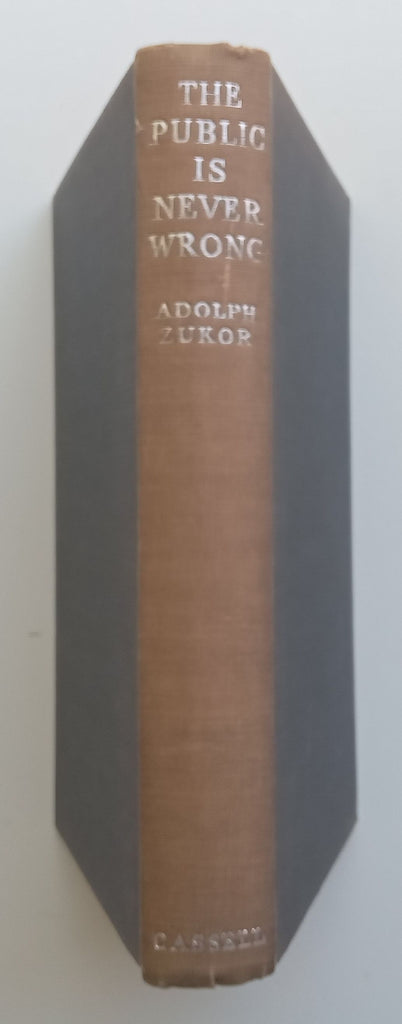 THE
PUBLIC
IS
NEVER
WRONG
ADOLPH
ZUKOR
CASSELL